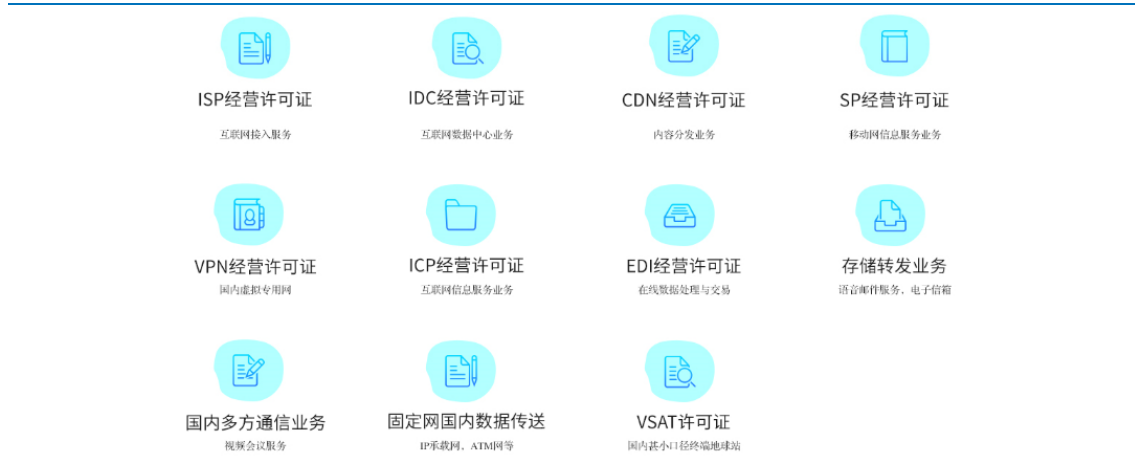 ISP经营许可证
互联网接入服务
IDC经营许可证
互联网数据中心业务
CDN经营许可证
内容分发业务
SP经营许可证
移动网信息服务业务
VPN经营许可证
国内虚拟专用网
ICP经营许可证
互联网信息服务业务
EDI经营许可证
在线数据处理与交易
存储转发业务
语音邮件服务、电子信箱
国内多方通信业务
视频会议服务
固定网国内数据传送
IP承载网、ATM网等
VSAT许可证
国内甚小口径终端地球站